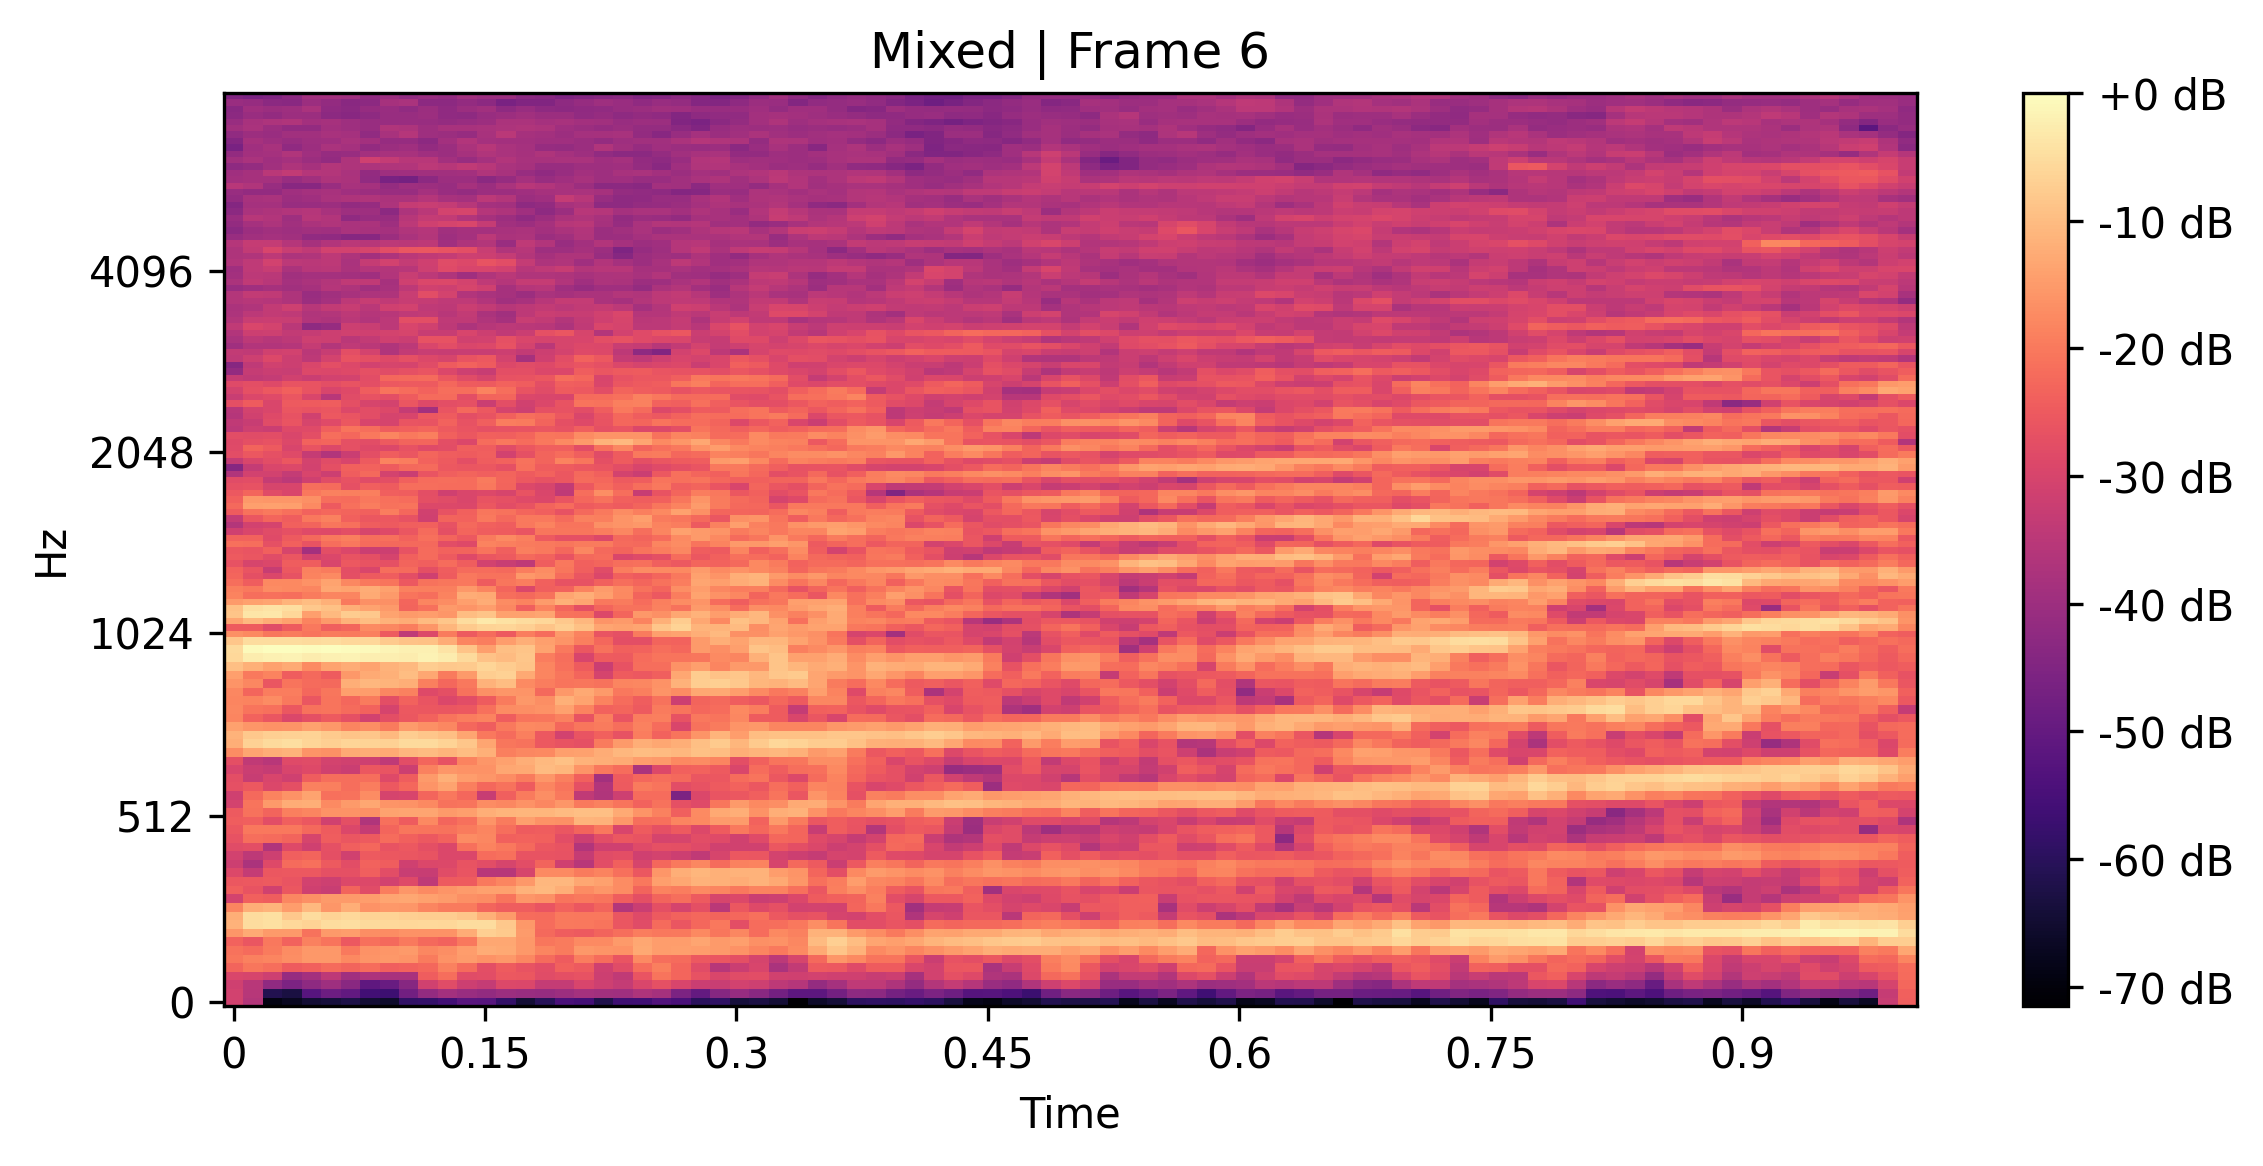 Mixed | Frame 6
+0 dB
-10 dB
-20 dB
-30 dB
-40 dB
-50 dB
-60 dB
-70 dB
Hz
4096
2048
1024
512
0
0 0.15 0.3 0.45 0.6 0.75 0.9
Time